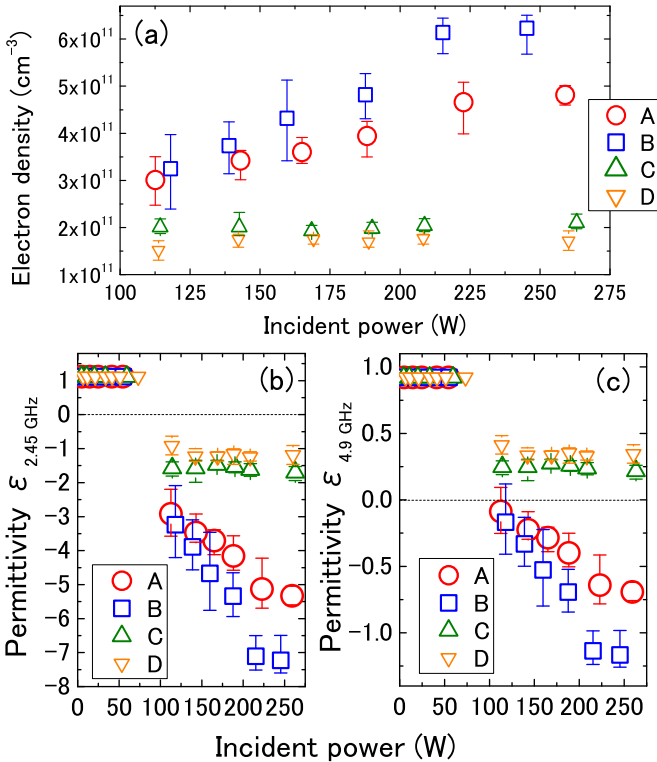 (a)
Electron density (cm⁻³)
6x10¹¹
5x10¹¹
4x10¹¹
3x10¹¹
2x10¹¹
1x10¹¹
100 125 150 175 200 225 250 275
Incident power (W)
A
B
C
D
(b)
Permittivity ε 2.45 GHz
1
0
-1
-2
-3
-4
-5
-6
-7
-8
A
B
C
D
0 50 100 150 200 250
(c)
Permittivity ε 4.9 GHz
1.0
0.5
0.0
-0.5
-1.0
A
B
C
D
0 50 100 150 200 250
Incident power (W)